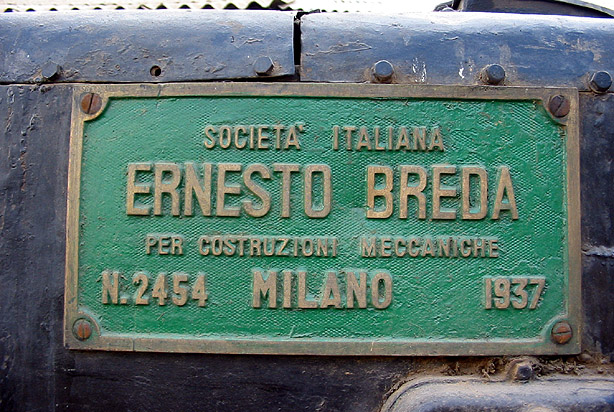 SOCIETA' ITALIANA
ERNESTO BREDA
PER COSTRUZIONI MECCANICHE
N. 2454 MILANO 1937